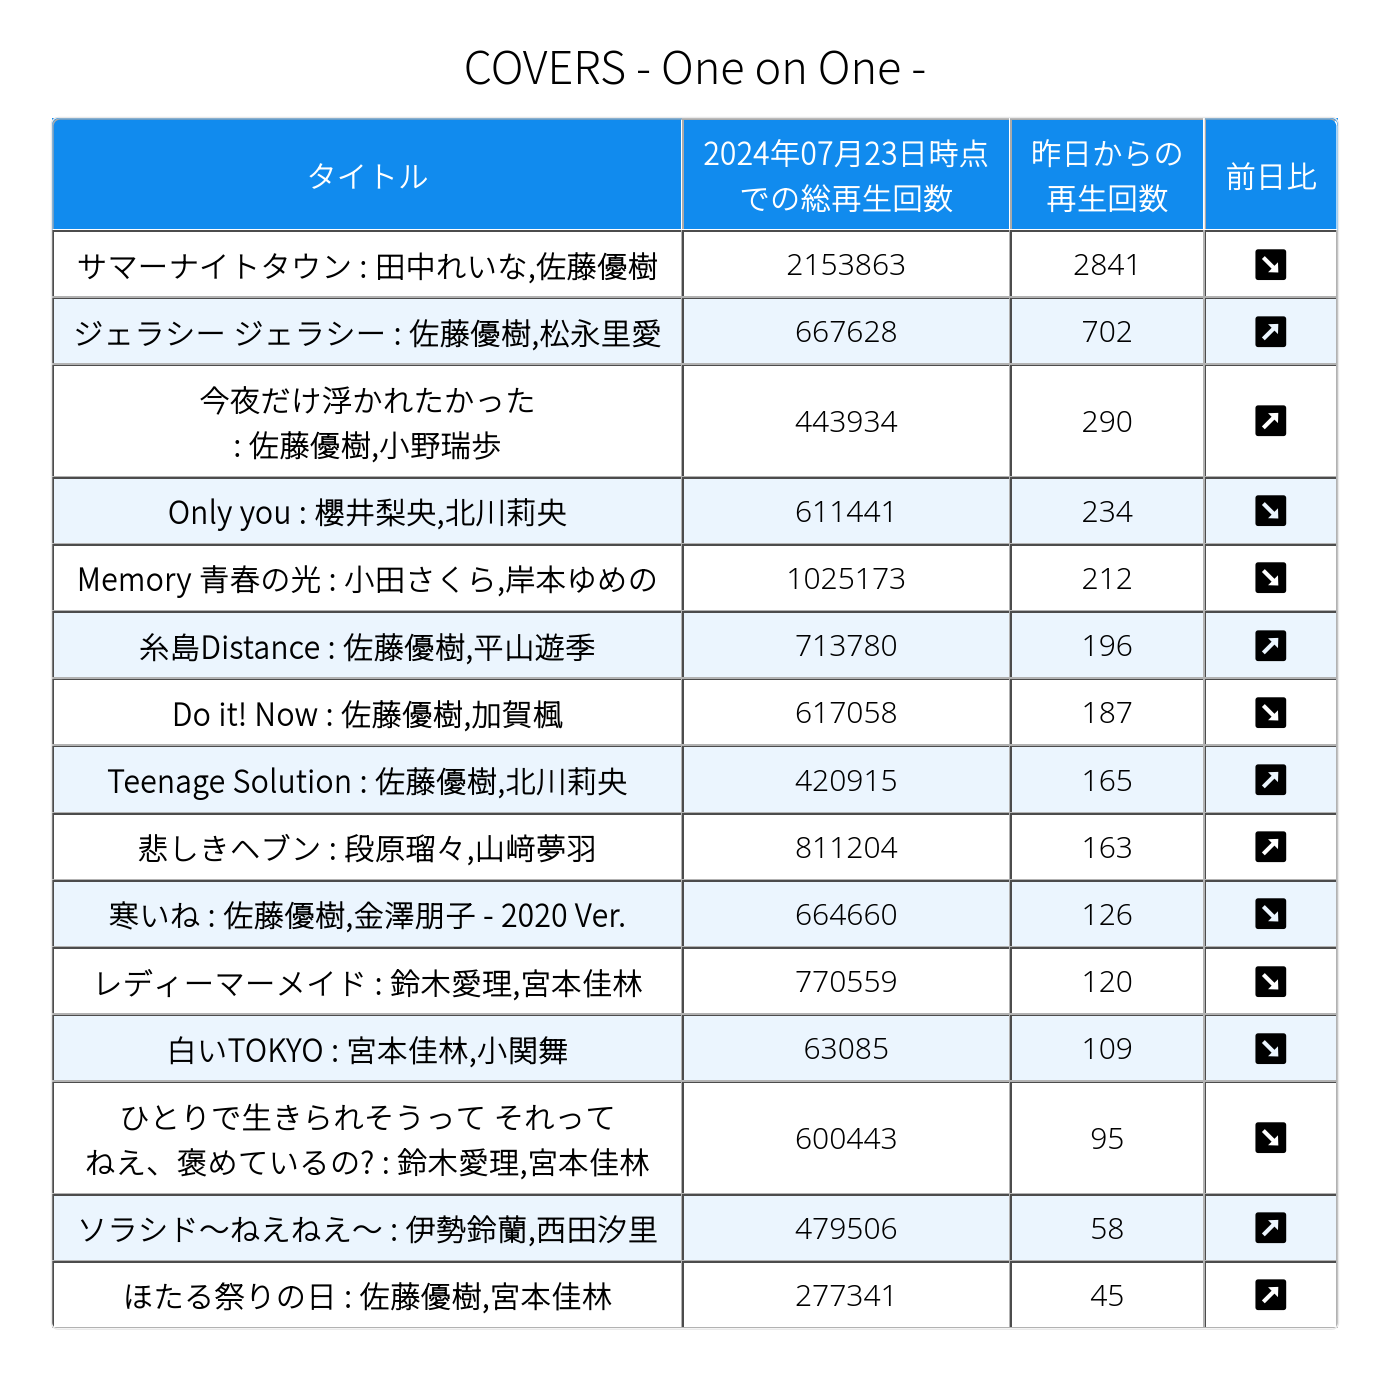 COVERS - One on One -
タイトル
2024年07月23日時点
での総再生回数
昨日からの
再生回数
前日比
サマーナイトタウン : 田中れいな,佐藤優樹
2153863
2841
ジェラシー ジェラシー : 佐藤優樹,松永里愛
667628
702
今夜だけ浮かれたかった
: 佐藤優樹,小野瑞歩
443934
290
Only you : 櫻井梨央,北川莉央
611441
234
Memory 青春の光 : 小田さくら,岸本ゆめの
1025173
212
糸島Distance : 佐藤優樹,平山遊季
713780
196
Do it! Now : 佐藤優樹,加賀楓
617058
187
Teenage Solution : 佐藤優樹,北川莉央
420915
165
悲しきヘブン : 段原瑠々,山﨑夢羽
811204
163
寒いね : 佐藤優樹,金澤朋子 - 2020 Ver.
664660
126
レディーマーメイド : 鈴木愛理,宮本佳林
770559
120
白いTOKYO : 宮本佳林,小関舞
63085
109
ひとりで生きられそうって それって
ねえ、褒めているの? : 鈴木愛理,宮本佳林
600443
95
ソラシド～ねえねえ～ : 伊勢鈴蘭,西田汐里
479506
58
ほたる祭りの日 : 佐藤優樹,宮本佳林
277341
45